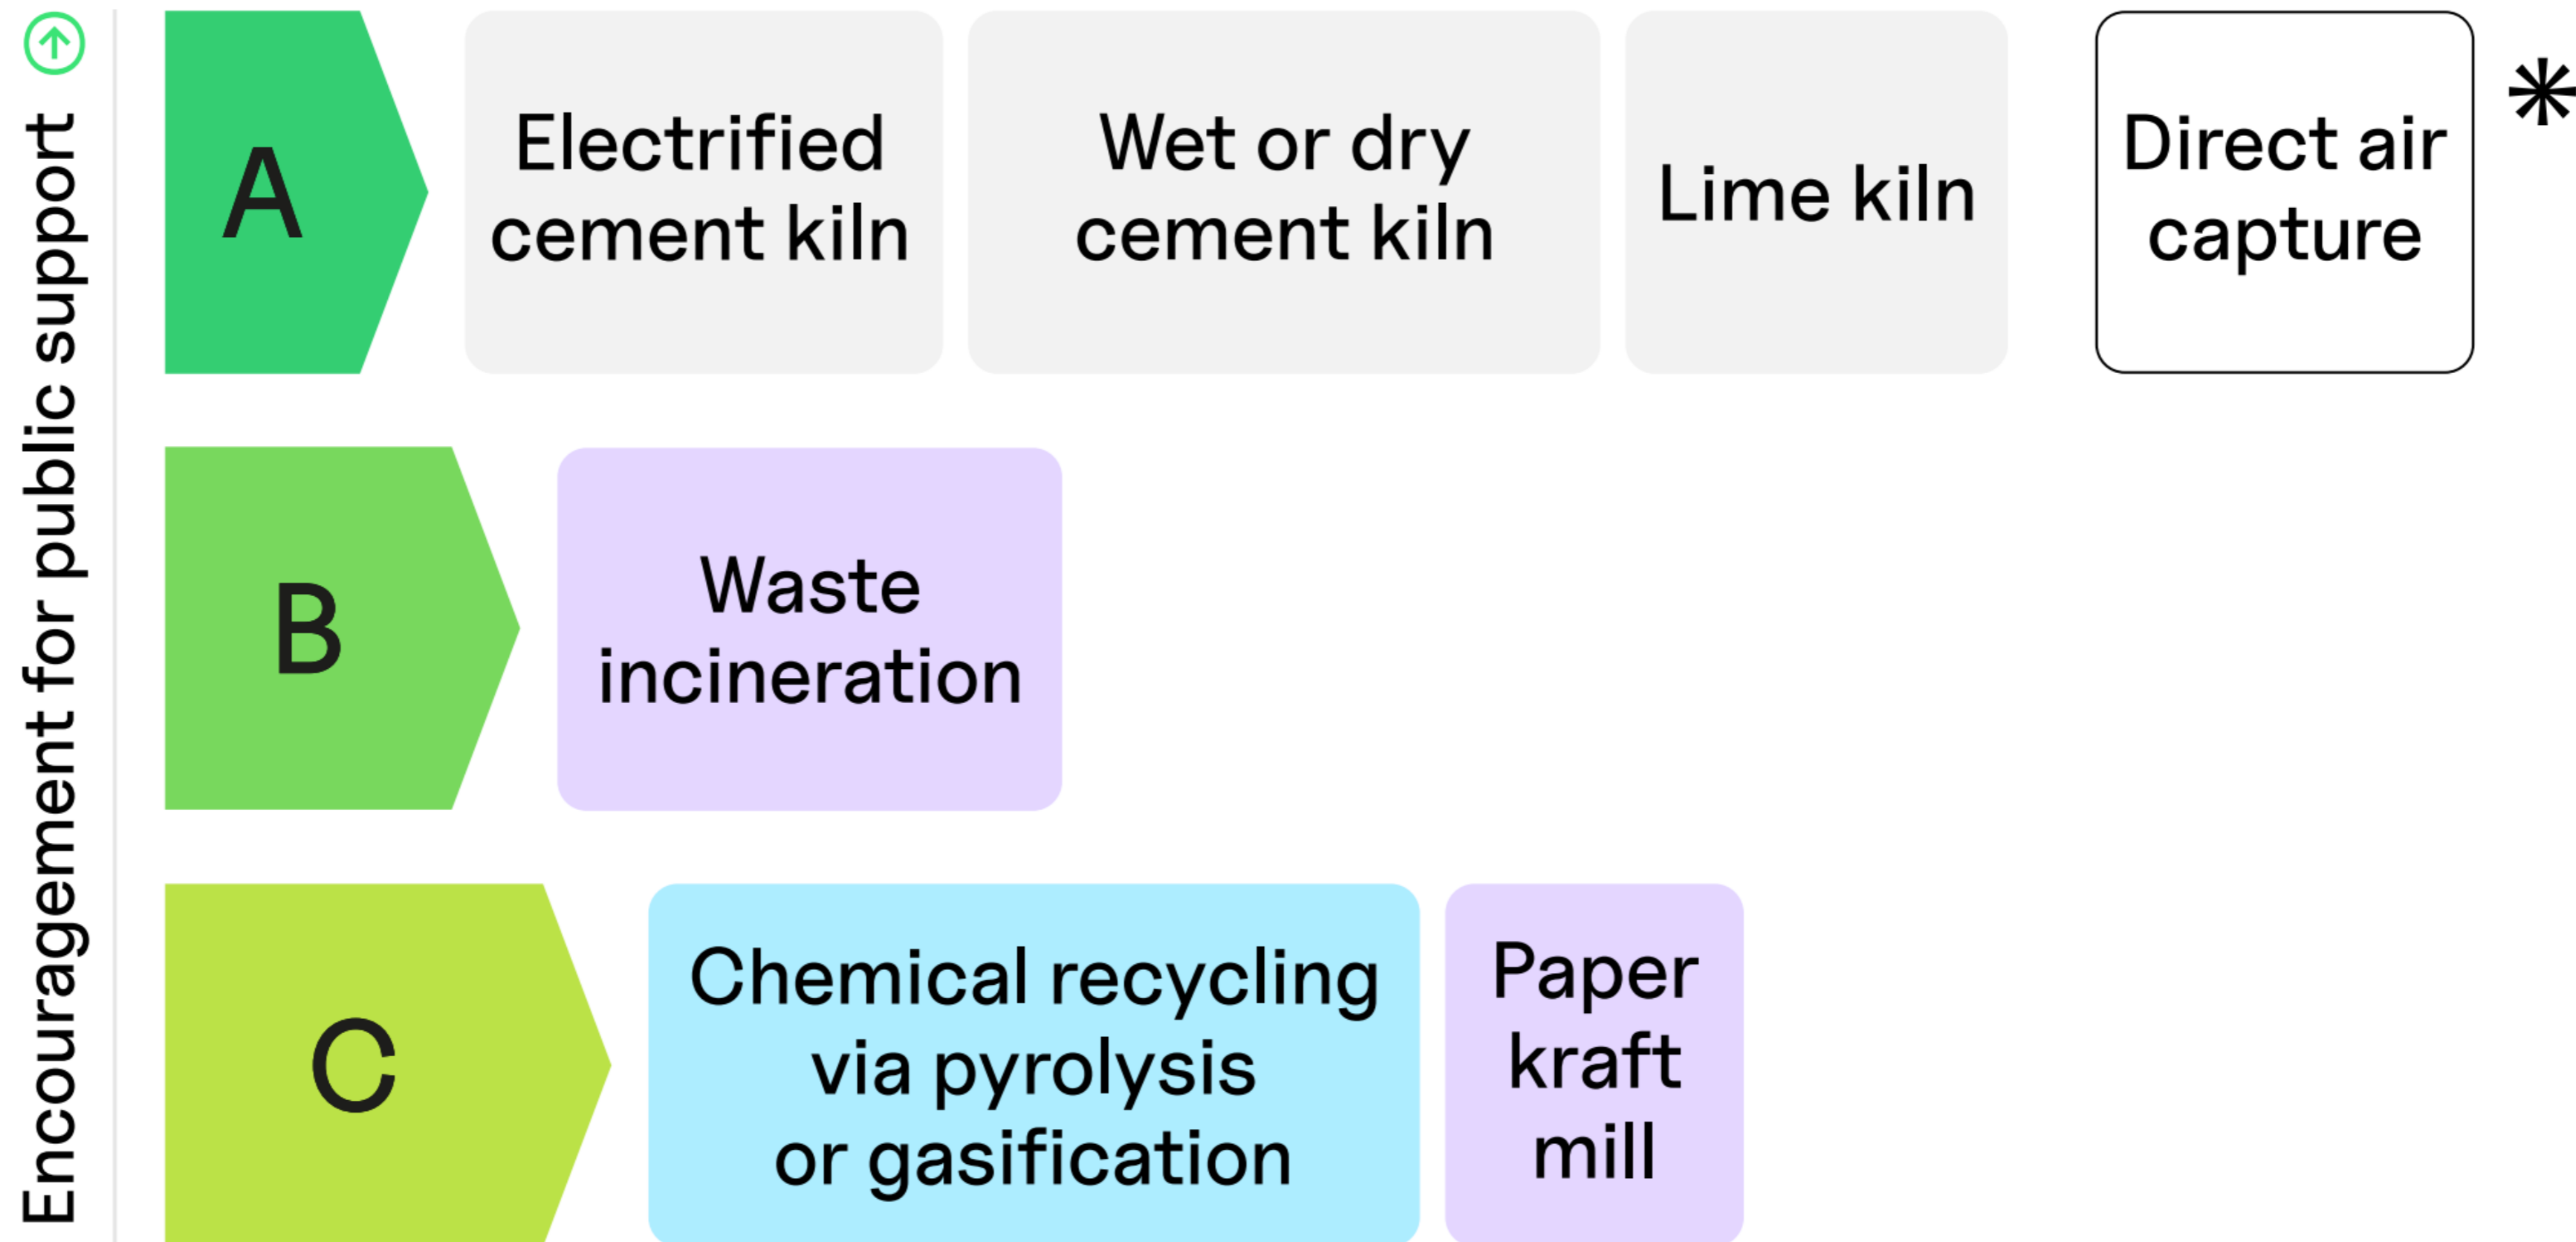 Encouragement for public support
A
Electrified
cement kiln
Wet or dry
cement kiln
Lime kiln
Direct air
capture
*
B
Waste
incineration
C
Chemical recycling
via pyrolysis
or gasification
Paper
kraft
mill